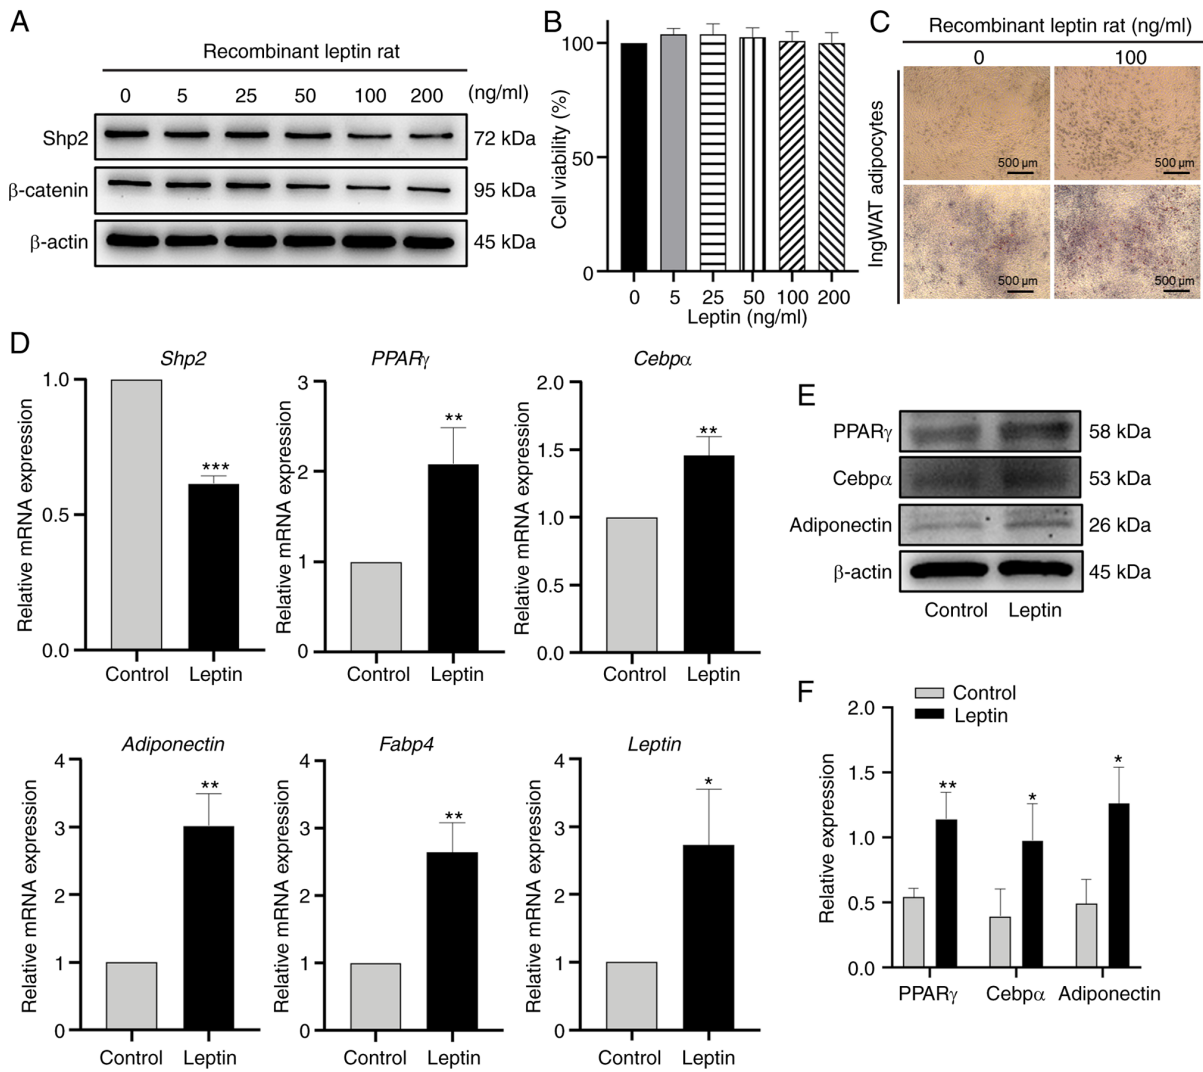 A
Recombinant leptin rat
0 5 25 50 100 200 (ng/ml)
Shp2 72 kDa
β-catenin 95 kDa
β-actin 45 kDa
B
Cell viability (%)
100
50
0
0 5 25 50 100 200
Leptin (ng/ml)
C
Recombinant leptin rat (ng/ml)
0 100
IngWAT adipocytes
500 µm 500 µm
500 µm 500 µm
D
Shp2
Relative mRNA expression
1.0
0.5
0.0
***
Control Leptin
PPARγ
Relative mRNA expression
3
2
1
0
**
Control Leptin
Cebpα
Relative mRNA expression
2.0
1.5
1.0
0.5
0.0
**
Control Leptin
Adiponectin
Relative mRNA expression
4
3
2
1
0
**
Control Leptin
Fabp4
Relative mRNA expression
4
3
2
1
0
**
Control Leptin
Leptin
Relative mRNA expression
4
3
2
1
0
*
Control Leptin
E
PPARγ 58 kDa
Cebpα 53 kDa
Adiponectin 26 kDa
β-actin 45 kDa
Control Leptin
F
Control
Leptin
Relative expression
2.0
1.5
1.0
0.5
0.0
** * *
PPARγ Cebpα Adiponectin